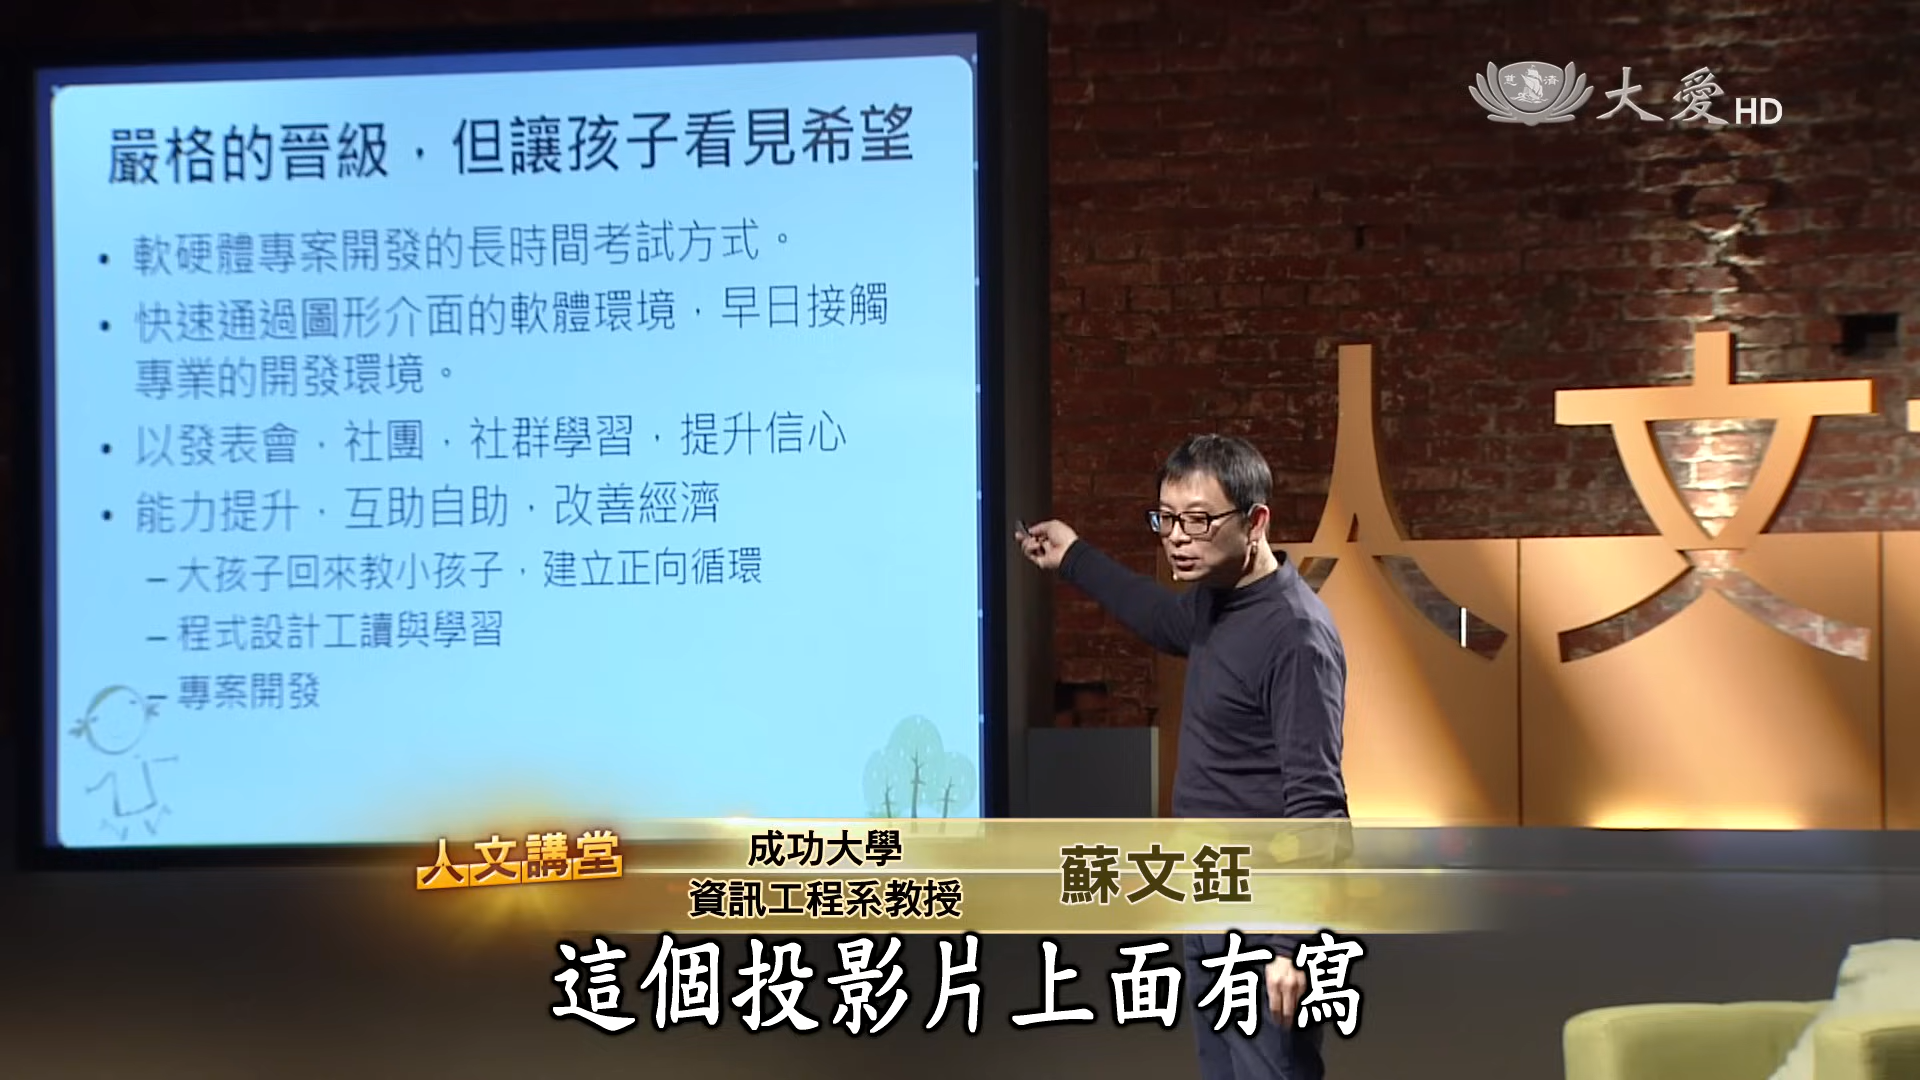 嚴格的晉級，但讓孩子看見希望
• 軟硬體專案開發的長時間考試方式。
• 快速通過圖形介面的軟體環境，早日接觸
專業的開發環境。
• 以發表會，社團，社群學習，提升信心
• 能力提升，互助自助，改善經濟
– 大孩子回來教小孩子，建立正向循環
– 程式設計工讀與學習
– 專案開發
慈濟
大愛HD
人文
人文講堂
成功大學
資訊工程系教授
蘇文鈺
這個投影片上面有寫